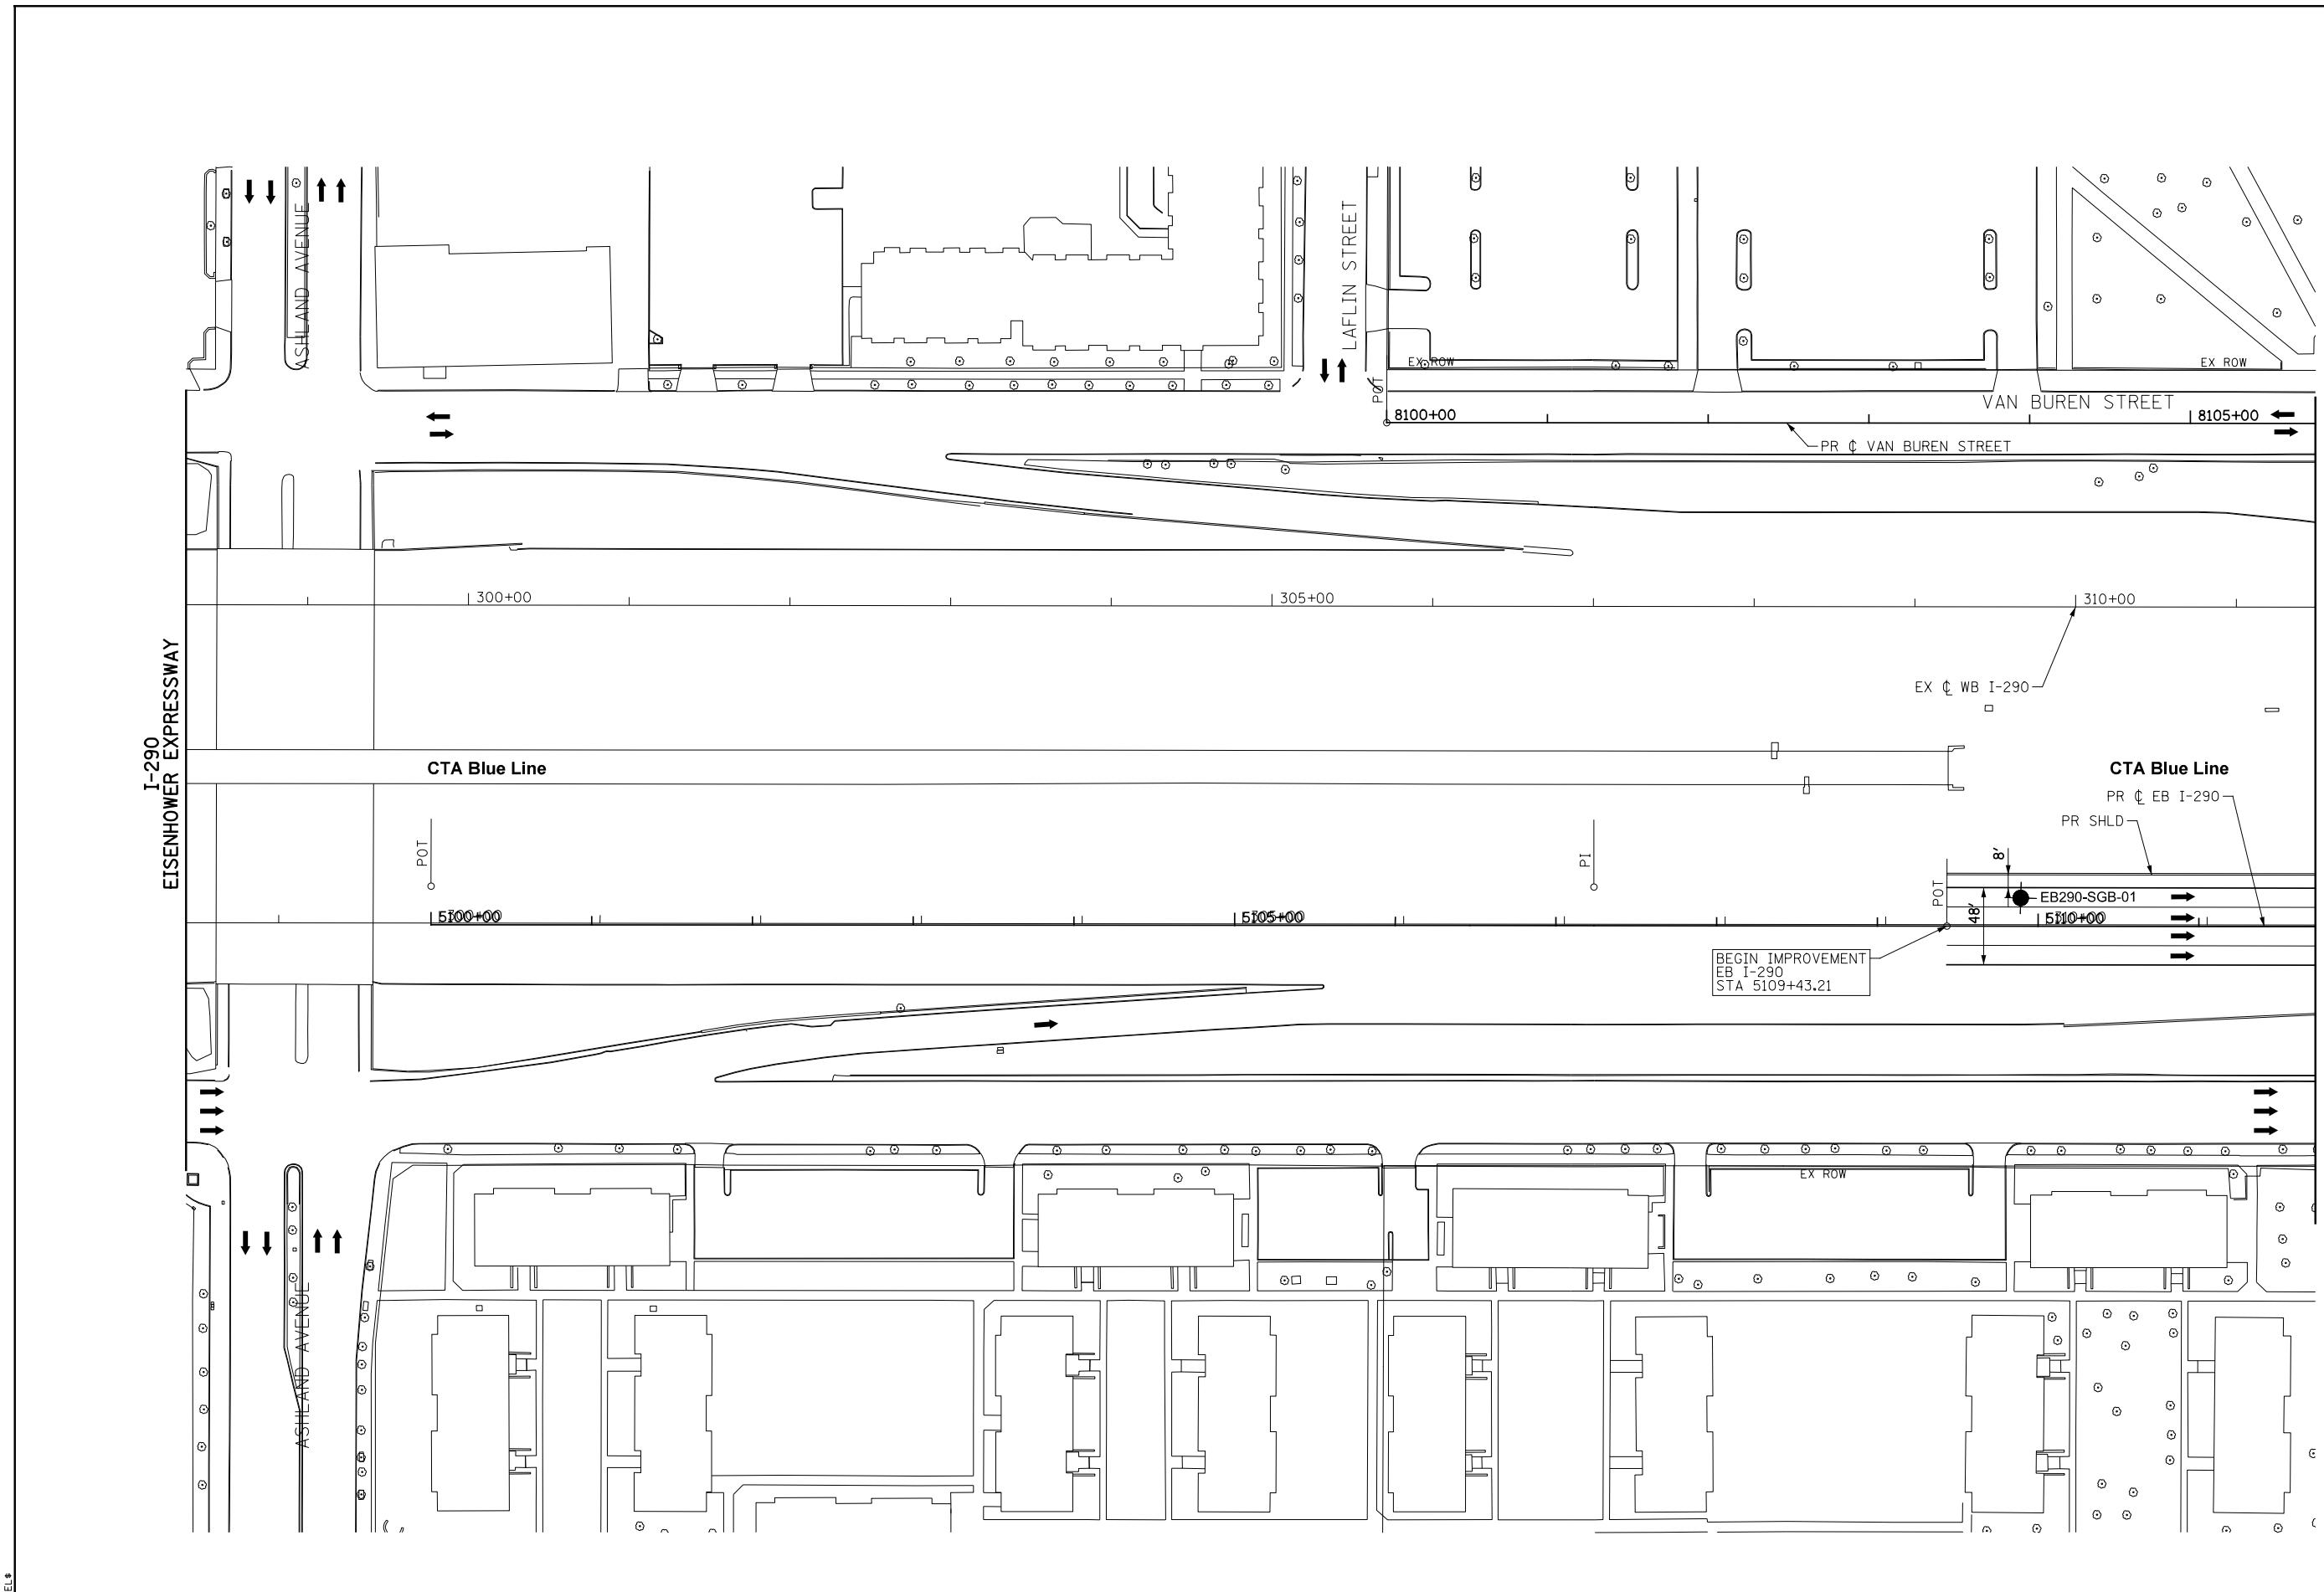 ASHLAND AVENUE
LAFLIN STREET
EX ROW
EX ROW
POT
8100+00
VAN BUREN STREET
8105+00
PR ℄ VAN BUREN STREET
300+00
305+00
310+00
I-290
EISENHOWER EXPRESSWAY
EX ℄ WB I-290
CTA Blue Line
CTA Blue Line
PR ℄ EB I-290
PR SHLD
POT
PI
8'
POT
EB290-SGB-01
48'
5100+00
5105+00
5110+00
BEGIN IMPROVEMENT
EB I-290
STA 5109+43.21
EX ROW
ASHLAND AVENUE
EL$